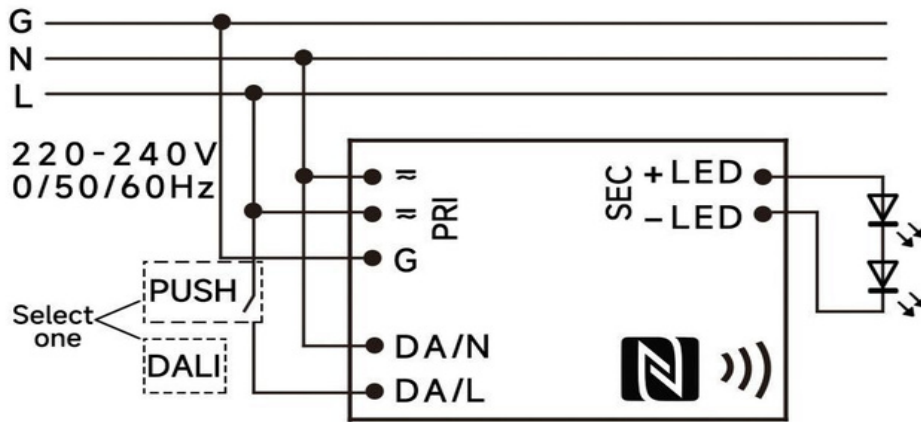 G
N
L
220-240V
0/50/60Hz
PUSH
Select
one
DALI
≂
≂
PRI
G
DA/N
DA/L
SEC
+LED
-LED